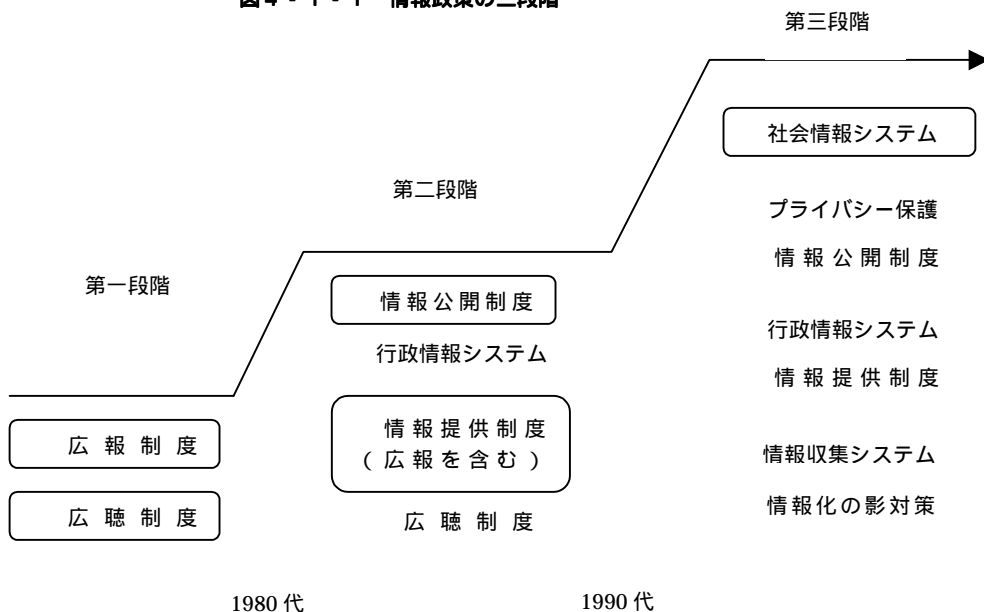 図4-1-1 情報政策の三段階
第三段階
社会情報システム
プライバシー保護
情報公開制度
行政情報システム
情報提供制度
情報収集システム
情報化の影対策
第二段階
情報公開制度
行政情報システム
情報提供制度
(広報を含む)
広聴制度
第一段階
広報制度
広聴制度
1980代
1990代